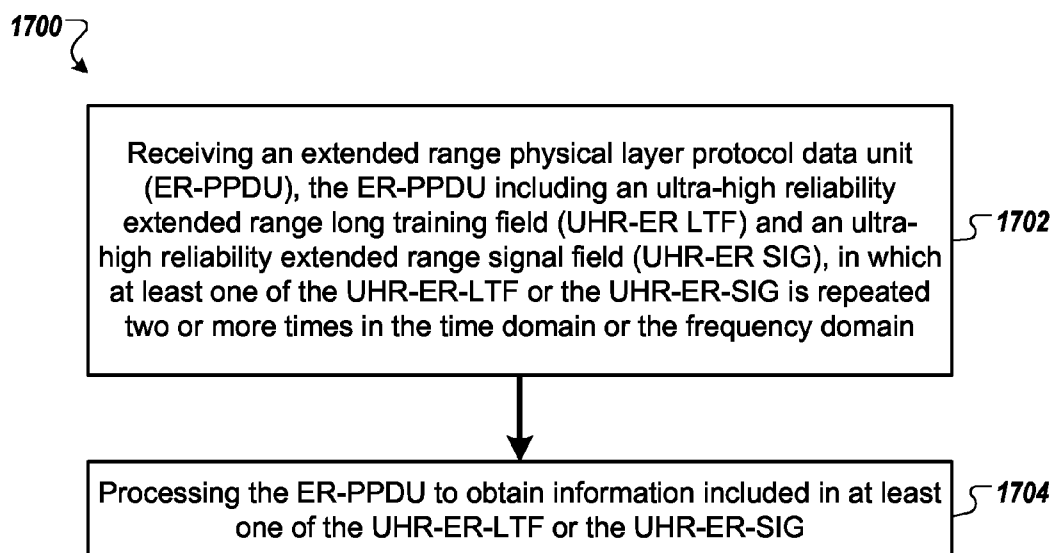 1700
Receiving an extended range physical layer protocol data unit
(ER-PPDU), the ER-PPDU including an ultra-high reliability
extended range long training field (UHR-ER LTF) and an ultra-
high reliability extended range signal field (UHR-ER SIG), in which
at least one of the UHR-ER-LTF or the UHR-ER-SIG is repeated
two or more times in the time domain or the frequency domain
1702
Processing the ER-PPDU to obtain information included in at least
one of the UHR-ER-LTF or the UHR-ER-SIG
1704